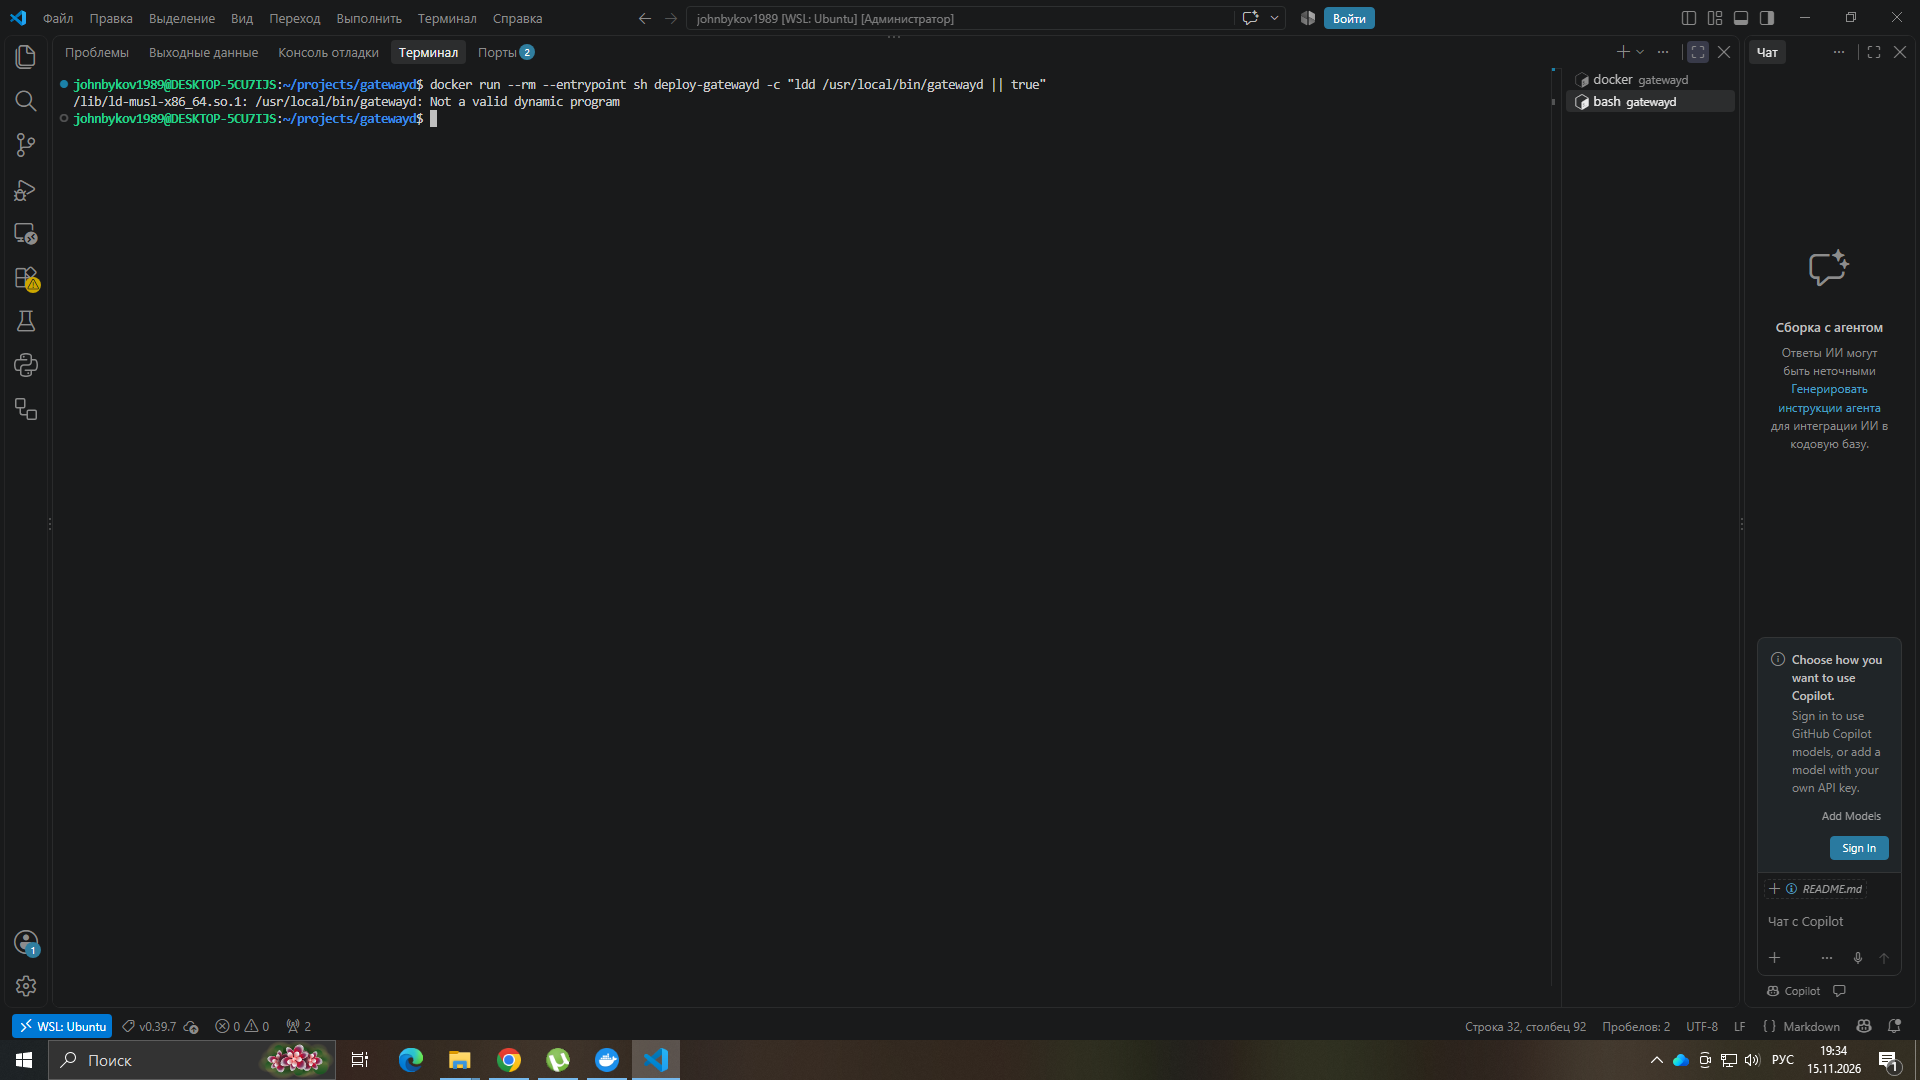 Файл Правка Выделение Вид Переход Выполнить Терминал Справка
johnbykov1989 [WSL: Ubuntu] [Администратор]
Войти
Проблемы Выходные данные Консоль отладки Терминал Порты 2
johnbykov1989@DESKTOP-5CU7IJS:~/projects/gatewayd$ docker run --rm --entrypoint sh deploy-gatewayd -c "ldd /usr/local/bin/gatewayd || true"
/lib/ld-musl-x86_64.so.1: /usr/local/bin/gatewayd: Not a valid dynamic program
johnbykov1989@DESKTOP-5CU7IJS:~/projects/gatewayd$
docker gatewayd
bash gatewayd
Чат
Сборка с агентом
Ответы ИИ могут
быть неточными
Генерировать
инструкции агента
для интеграции ИИ в
кодовую базу.
Choose how you
want to use
Copilot.
Sign in to use
GitHub Copilot
models, or add a
model with your
own API key.
Add Models
Sign In
README.md
Чат с Copilot
Copilot
1
WSL: Ubuntu v0.39.7 0 0 2
Строка 32, столбец 92 Пробелов: 2 UTF-8 LF { } Markdown
Поиск
РУС
19:34
15.11.2026
1